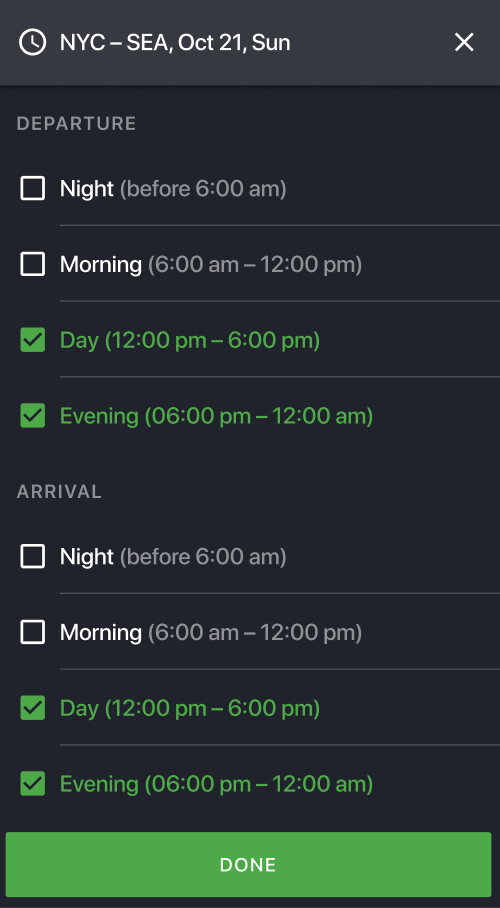 NYC – SEA, Oct 21, Sun
DEPARTURE
Night (before 6:00 am)
Morning (6:00 am – 12:00 pm)
Day (12:00 pm – 6:00 pm)
Evening (06:00 pm – 12:00 am)
ARRIVAL
Night (before 6:00 am)
Morning (6:00 am – 12:00 pm)
Day (12:00 pm – 6:00 pm)
Evening (06:00 pm – 12:00 am)
DONE